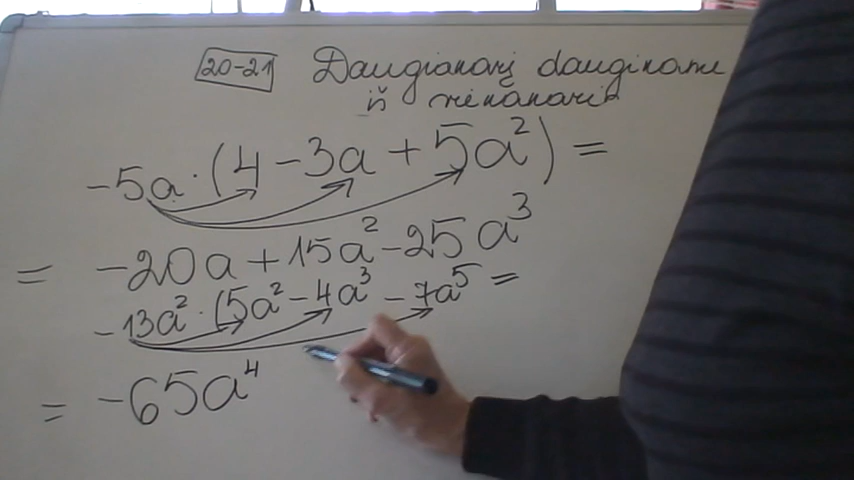 20-21 Daugianarį dauginame
iš vienanario
-5a · (4 - 3a + 5a²) =
= -20a + 15a² - 25a³
-13a² · (5a² - 4a³ - 7a⁵ =
= -65a⁴